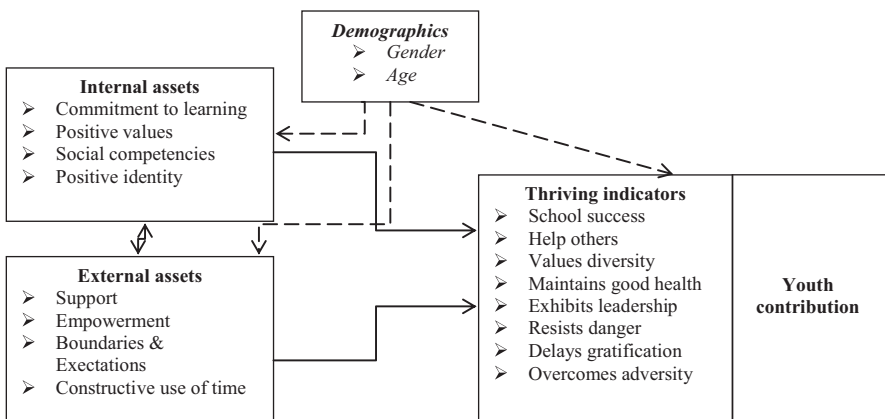 Demographics
➢ Gender
➢ Age
Internal assets
➢ Commitment to learning
➢ Positive values
➢ Social competencies
➢ Positive identity
External assets
➢ Support
➢ Empowerment
➢ Boundaries &
Exectations
➢ Constructive use of time
Thriving indicators
➢ School success
➢ Help others
➢ Values diversity
➢ Maintains good health
➢ Exhibits leadership
➢ Resists danger
➢ Delays gratification
➢ Overcomes adversity
Youth
contribution